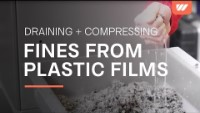 DRAINING + COMPRESSING
FINES FROM
PLASTIC FILMS